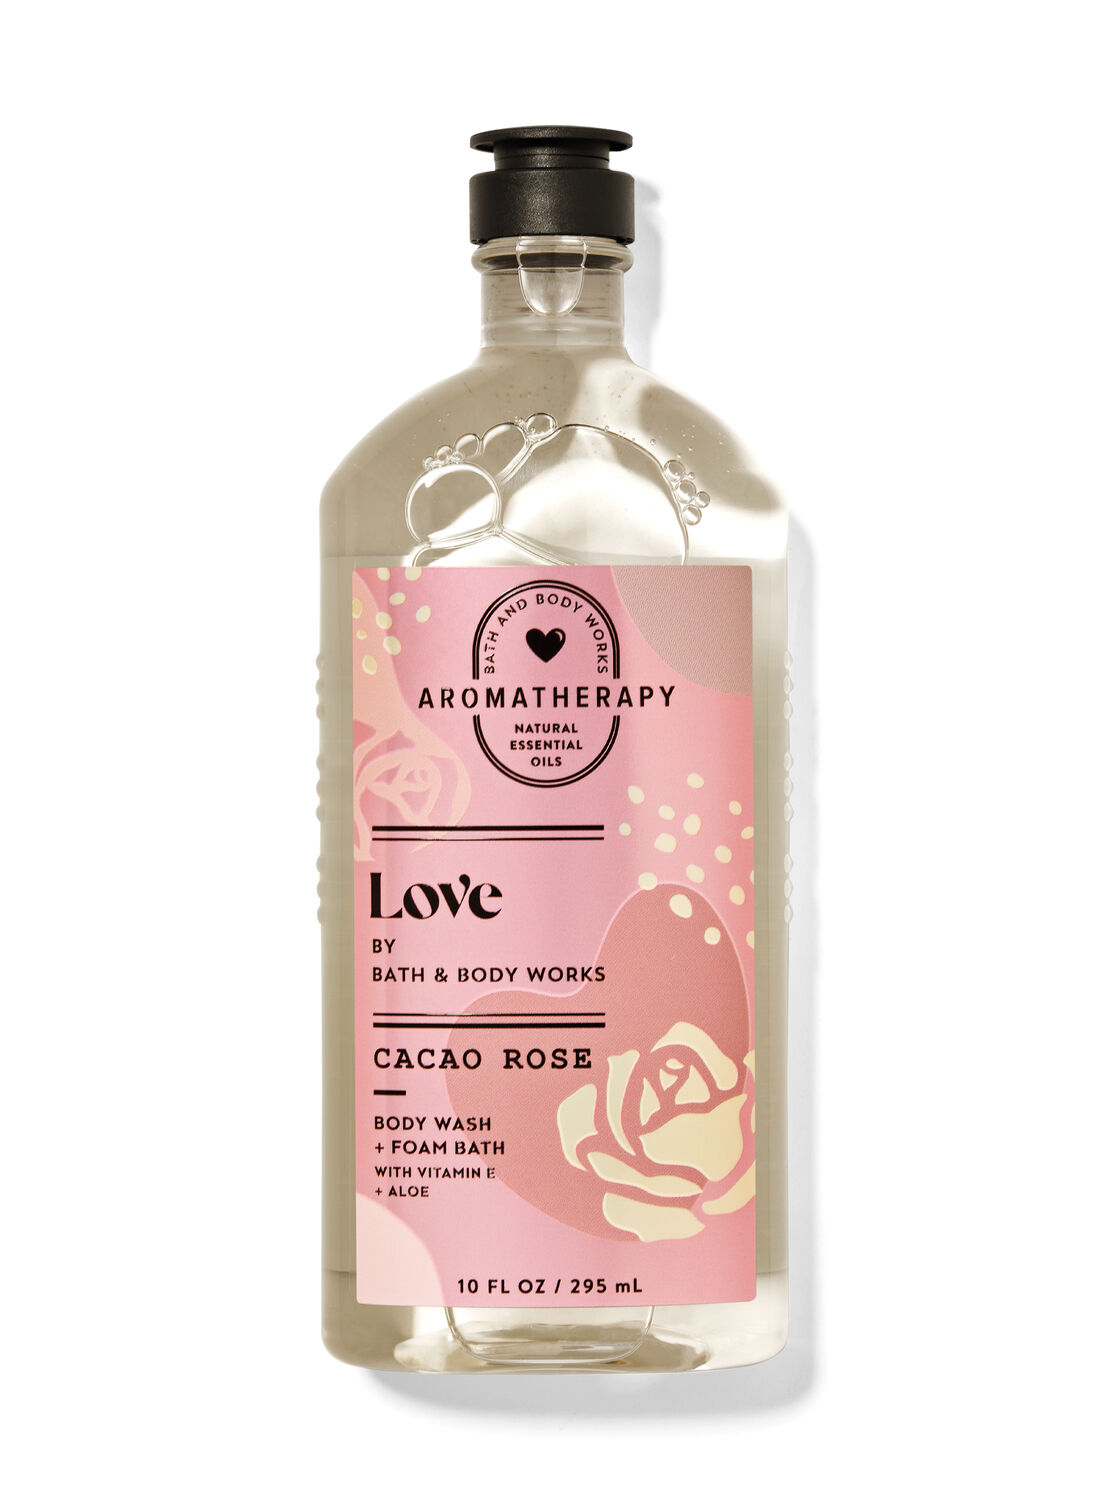 BATH AND BODY WORKS
AROMATHERAPY
NATURAL
ESSENTIAL
OILS
Love
BY
BATH & BODY WORKS
CACAO ROSE
BODY WASH
+ FOAM BATH
WITH VITAMIN E
+ ALOE
10 FL OZ / 295 mL